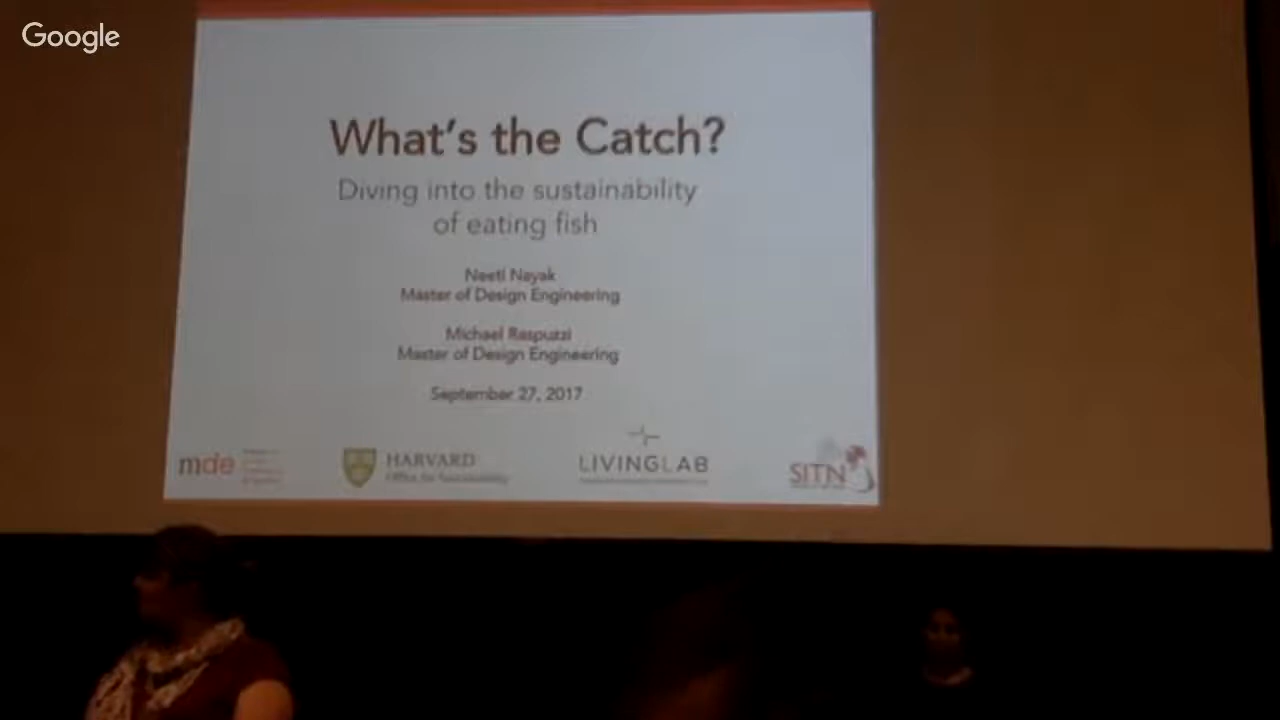 Google
What's the Catch?
Diving into the sustainability
of eating fish
Neeti Nayak
Master of Design Engineering
Michael Raspuzzi
Master of Design Engineering
September 27, 2017
mde
HARVARD
Office for Sustainability
LIVINGLAB
SITN